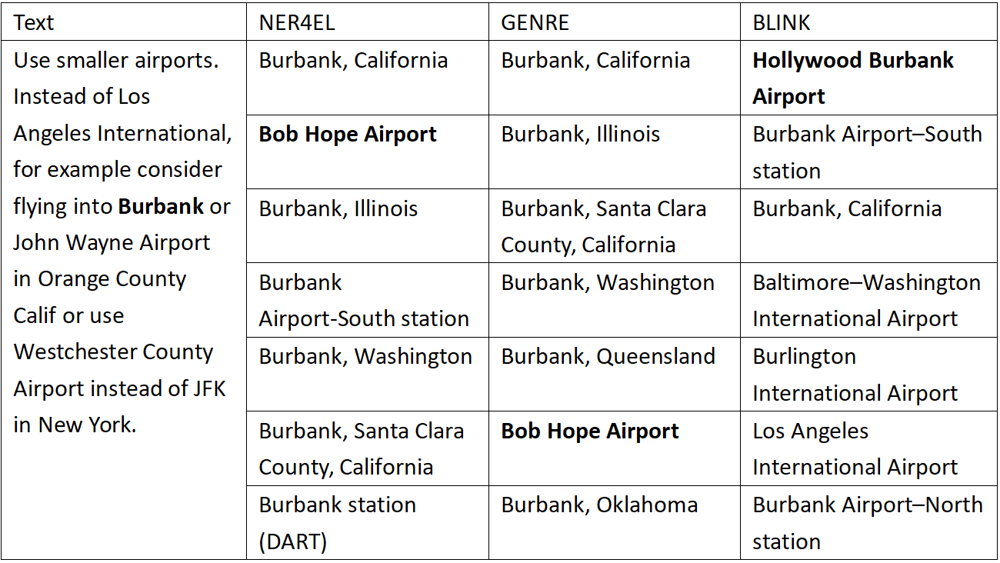 Text
NER4EL
GENRE
BLINK
Use smaller airports.
Instead of Los
Angeles International,
for example consider
flying into Burbank or
John Wayne Airport
in Orange County
Calif or use
Westchester County
Airport instead of JFK
in New York.
Burbank, California
Burbank, California
Hollywood Burbank
Airport
Bob Hope Airport
Burbank, Illinois
Burbank Airport–South
station
Burbank, Illinois
Burbank, Santa Clara
County, California
Burbank, California
Burbank
Airport-South station
Burbank, Washington
Baltimore–Washington
International Airport
Burbank, Washington
Burbank, Queensland
Burlington
International Airport
Burbank, Santa Clara
County, California
Bob Hope Airport
Los Angeles
International Airport
Burbank station
(DART)
Burbank, Oklahoma
Burbank Airport–North
station